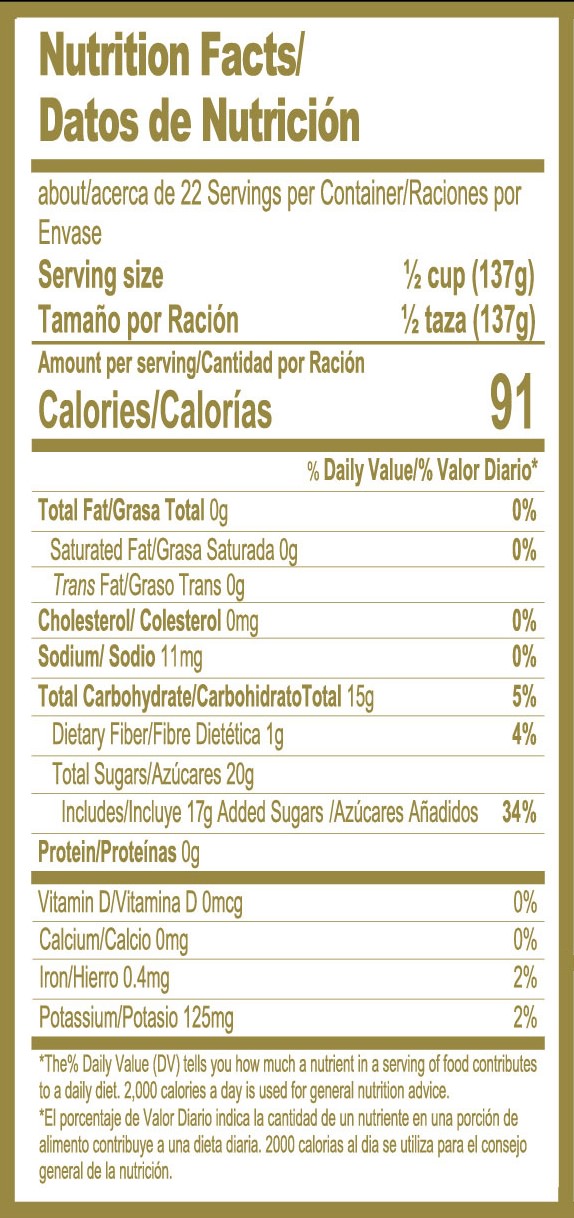 Nutrition Facts/
Datos de Nutrición
about/acerca de 22 Servings per Container/Raciones por
Envase
Serving size ½ cup (137g)
Tamaño por Ración ½ taza (137g)
Amount per serving/Cantidad por Ración
Calories/Calorías 91
% Daily Value/% Valor Diario*
Total Fat/Grasa Total 0g 0%
Saturated Fat/Grasa Saturada 0g 0%
Trans Fat/Graso Trans 0g
Cholesterol/ Colesterol 0mg 0%
Sodium/ Sodio 11mg 0%
Total Carbohydrate/CarbohidratoTotal 15g 5%
Dietary Fiber/Fibre Dietética 1g 4%
Total Sugars/Azúcares 20g
Includes/Incluye 17g Added Sugars /Azúcares Añadidos 34%
Protein/Proteínas 0g
Vitamin D/Vitamina D 0mcg 0%
Calcium/Calcio 0mg 0%
Iron/Hierro 0.4mg 2%
Potassium/Potasio 125mg 2%
*The% Daily Value (DV) tells you how much a nutrient in a serving of food contributes
to a daily diet. 2,000 calories a day is used for general nutrition advice.
*El porcentaje de Valor Diario indica la cantidad de un nutriente en una porción de
alimento contribuye a una dieta diaria. 2000 calorias al dia se utiliza para el consejo
general de la nutrición.